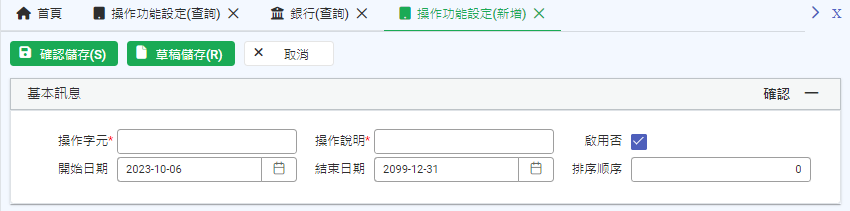 首頁 操作功能設定(查詢) 銀行(查詢) 操作功能設定(新增) X
確認儲存(S) 草稿儲存(R) 取消
基本訊息 確認
操作字元* 操作說明* 啟用否
開始日期 2023-10-06 結束日期 2099-12-31 排序順序 0